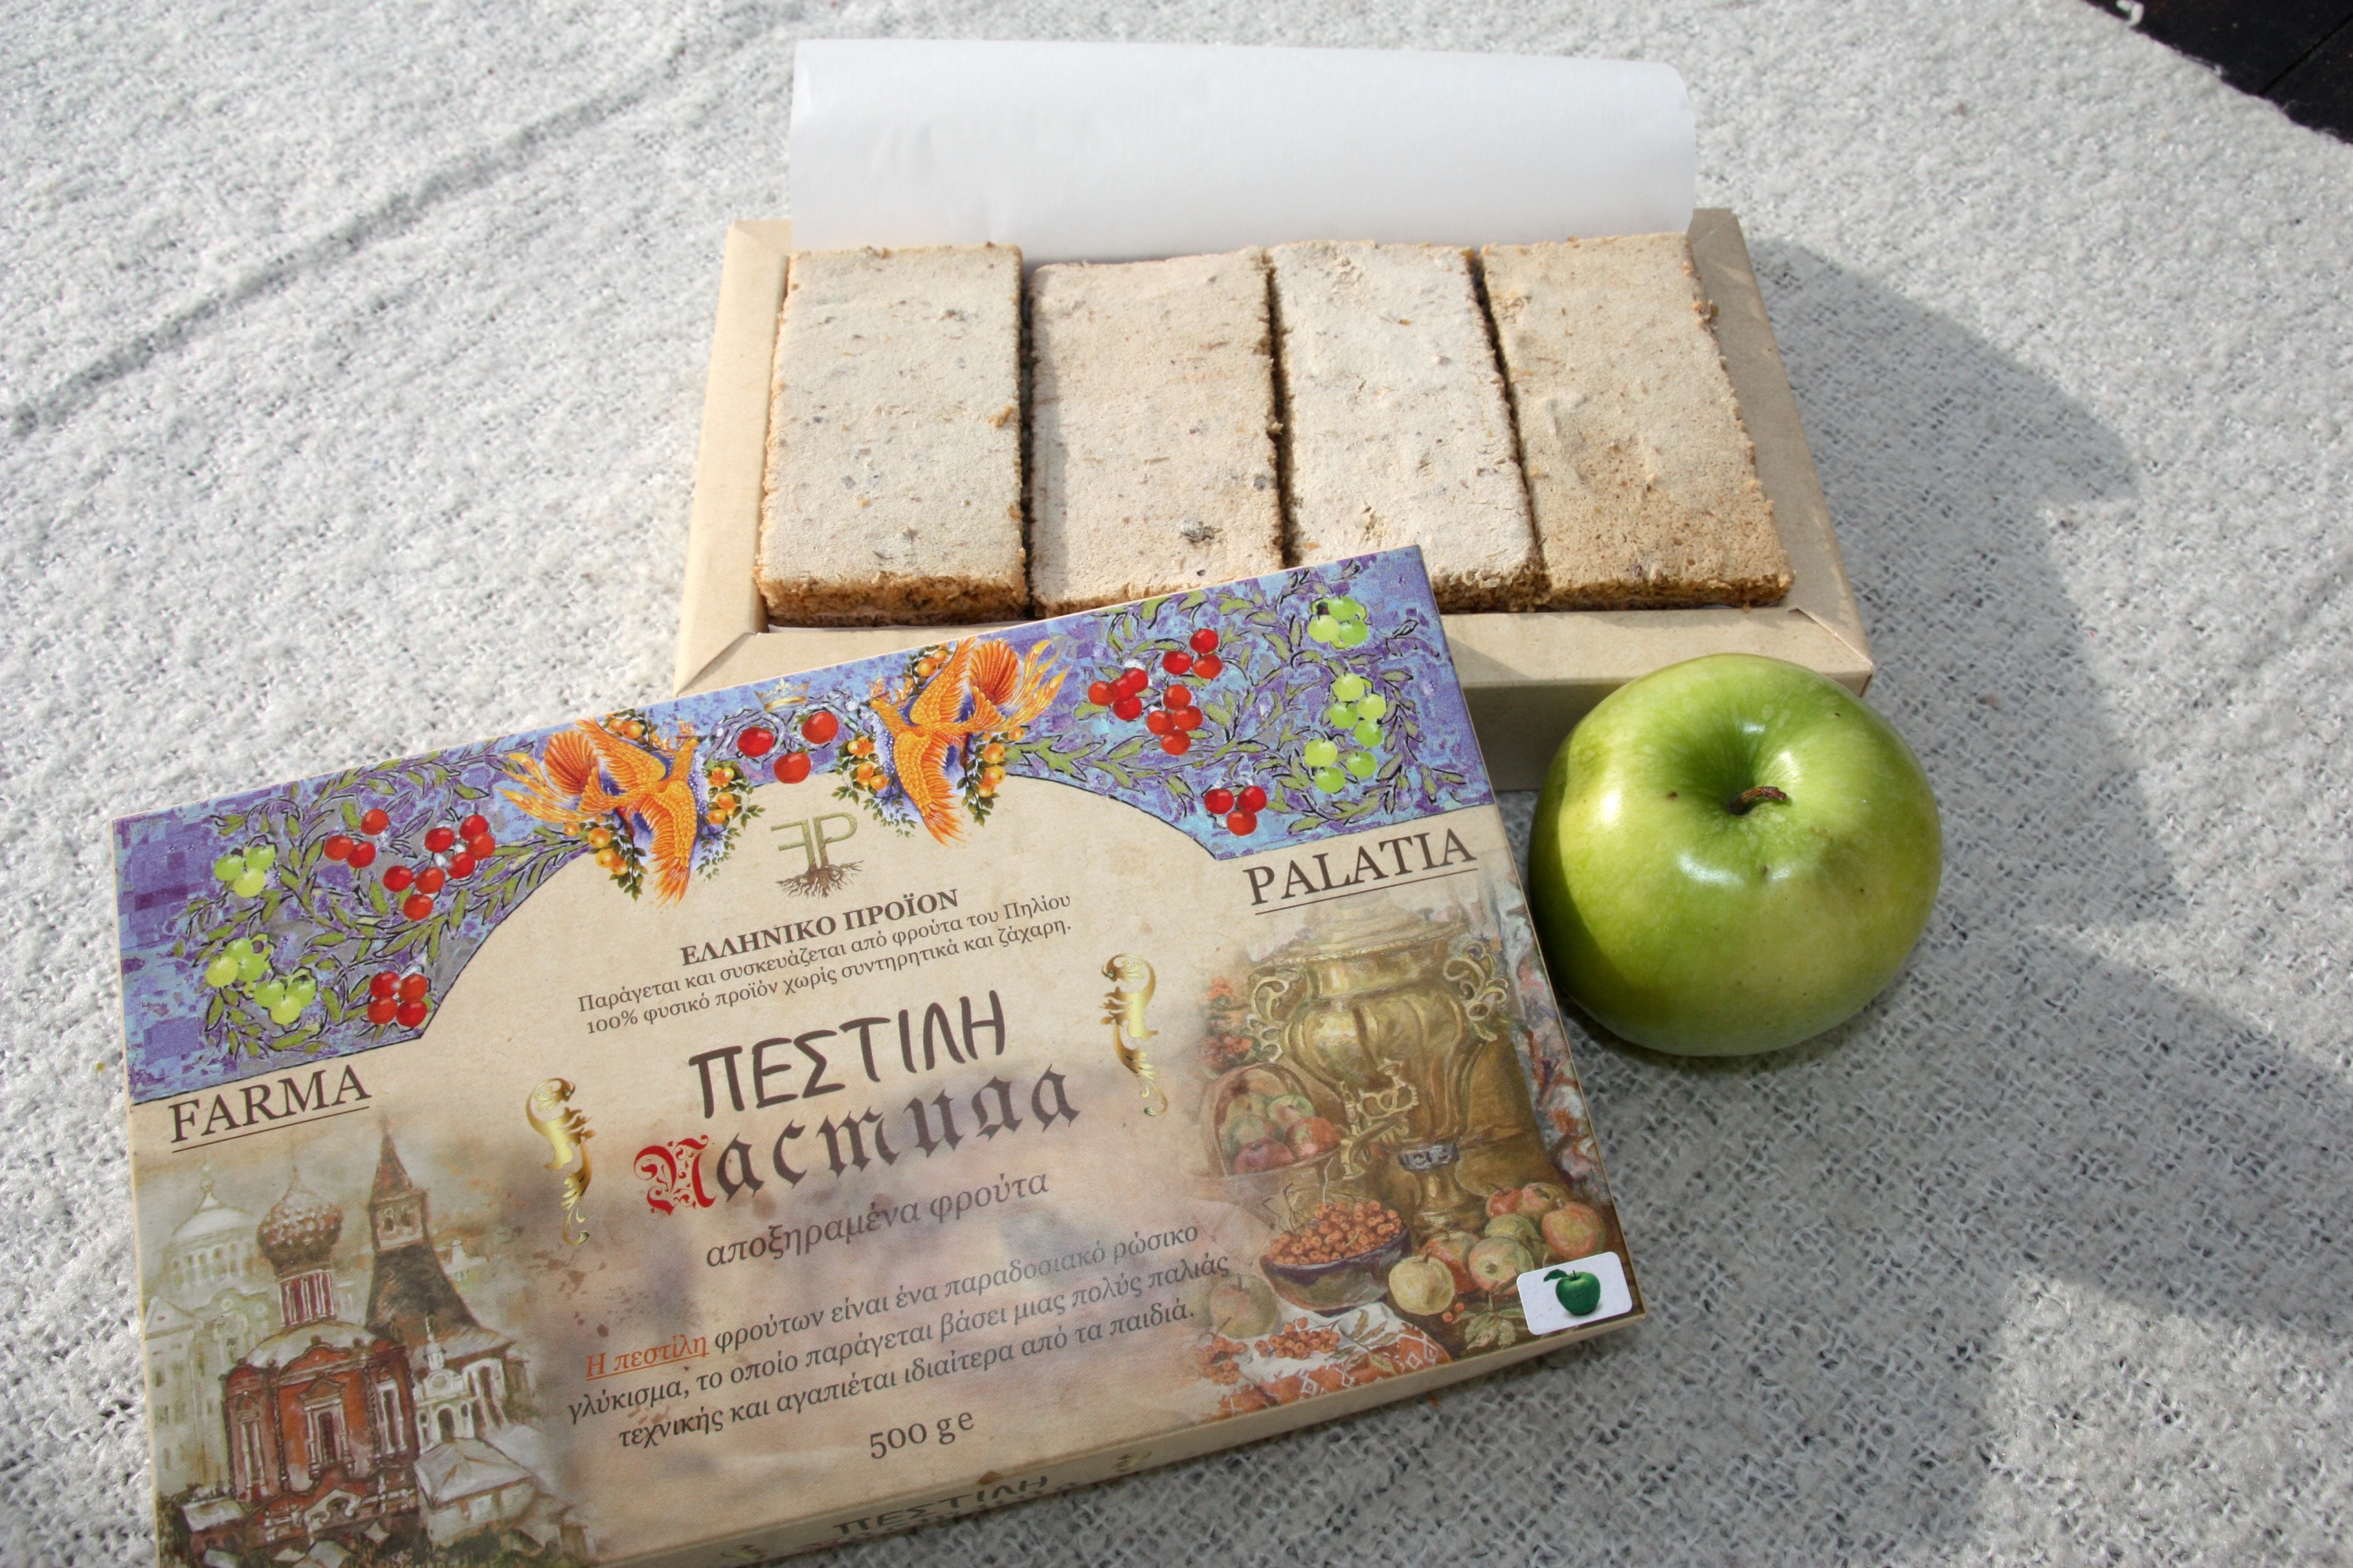 FP
ΕΛΛΗΝΙΚΟ ΠΡΟΪΟΝ
Παράγεται και συσκευάζεται από φρούτα του Πηλίου
100% φυσικό προϊόν χωρίς συντηρητικά και ζάχαρη.
FARMA
PALATIA
ΠΕΣΤΙΛΗ
Пастила
αποξηραμένα φρούτα
Η πεστίλη φρούτων είναι ένα παραδοσιακό ρώσικο
γλύκισμα, το οποίο παράγεται βάσει μιας πολύς παλιάς
τεχνικής και αγαπιέται ιδιαίτερα από τα παιδιά.
500 g e
ΠΕΣΤΙΛΗ